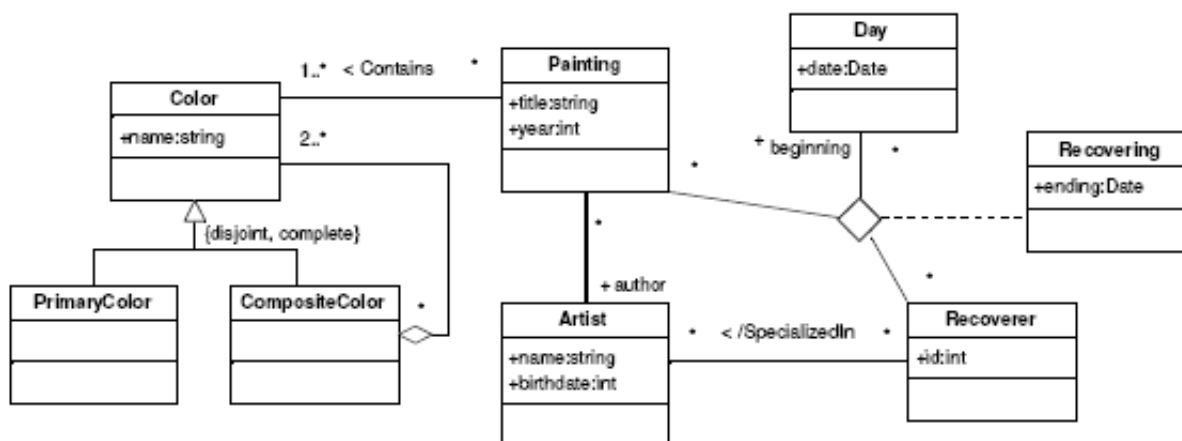 Day
+date:Date
1..* < Contains *
Painting
+title:string
+year:int
Color
+name:string
2..*
+ beginning *
Recovering
+ending:Date
*
{disjoint, complete}
*
*
PrimaryColor
CompositeColor
*
+ author
Artist
+name:string
+birthdate:int
* < /SpecializedIn *
Recoverer
+id:int